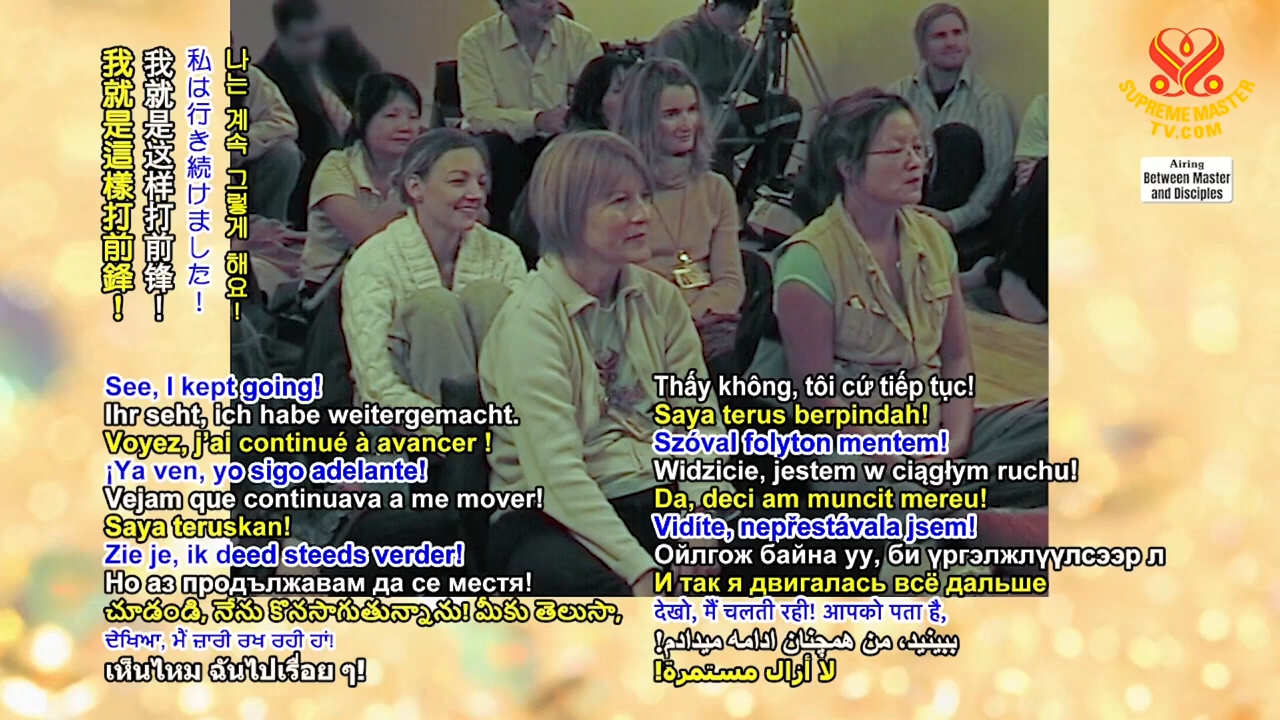 我就是這樣打前鋒！
我就是这样打前锋！
私は行き続けました！
나는 계속 그렇게 해요!
SUPREME MASTER
TV.COM
Airing
Between Master
and Disciples
See, I kept going!
Ihr seht, ich habe weitergemacht.
Voyez, j'ai continué à avancer !
¡Ya ven, yo sigo adelante!
Vejam que continuava a me mover!
Saya teruskan!
Zie je, ik deed steeds verder!
Но аз продължавам да се местя!
చూడండి, నేను కొనసాగుతున్నాను! మీకు తెలుసా,
ਦੇਖਿਆ, ਮੈਂ ਜ਼ਾਰੀ ਰਖ ਰਹੀ ਹਾਂ!
เห็นไหม ฉันไปเรื่อย ๆ!
Thấy không, tôi cứ tiếp tục!
Saya terus berpindah!
Szóval folyton mentem!
Widzicie, jestem w ciągłym ruchu!
Da, deci am muncit mereu!
Vidíte, nepřestávala jsem!
Ойлгож байна уу, би үргэлжлүүлсээр л
И так я двигалась всё дальше
देखो, मैं चलती रही! आपको पता है,
ببینید، من همچنان ادامه میدادم!
لا أزال مستمرة!